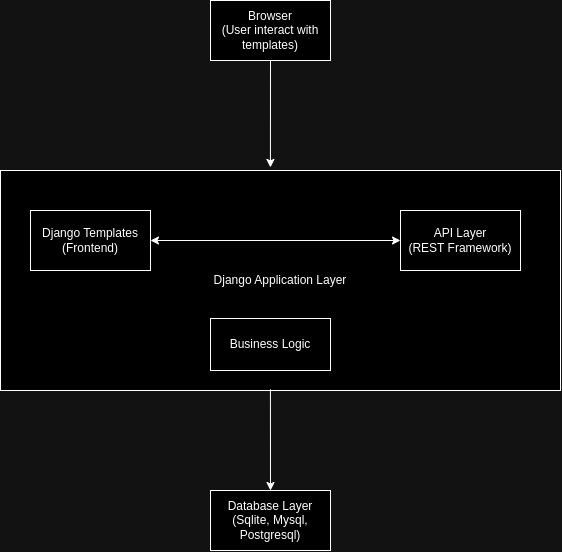 Browser
(User interact with
templates)
Django Templates
(Frontend)
API Layer
(REST Framework)
Django Application Layer
Business Logic
Database Layer
(Sqlite, Mysql,
Postgresql)